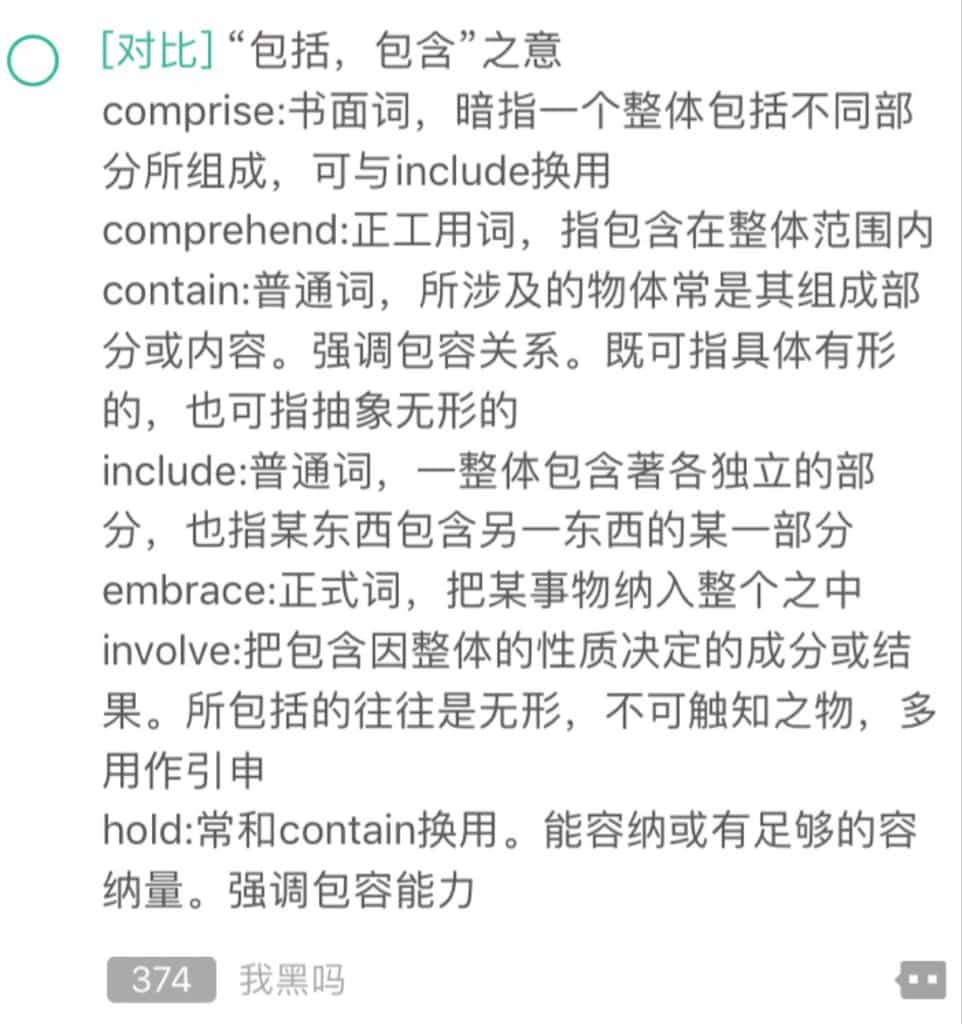 [对比] “包括，包含”之意
comprise:书面词，暗指一个整体包括不同部
分所组成，可与include换用
comprehend:正工用词，指包含在整体范围内
contain:普通词，所涉及的物体常是其组成部
分或内容。强调包容关系。既可指具体有形
的，也可指抽象无形的
include:普通词，一整体包含著各独立的部
分，也指某东西包含另一东西的某一部分
embrace:正式词，把某事物纳入整个之中
involve:把包含因整体的性质决定的成分或结
果。所包括的往往是无形，不可触知之物，多
用作引申
hold:常和contain换用。能容纳或有足够的容
纳量。强调包容能力
374 我黑吗